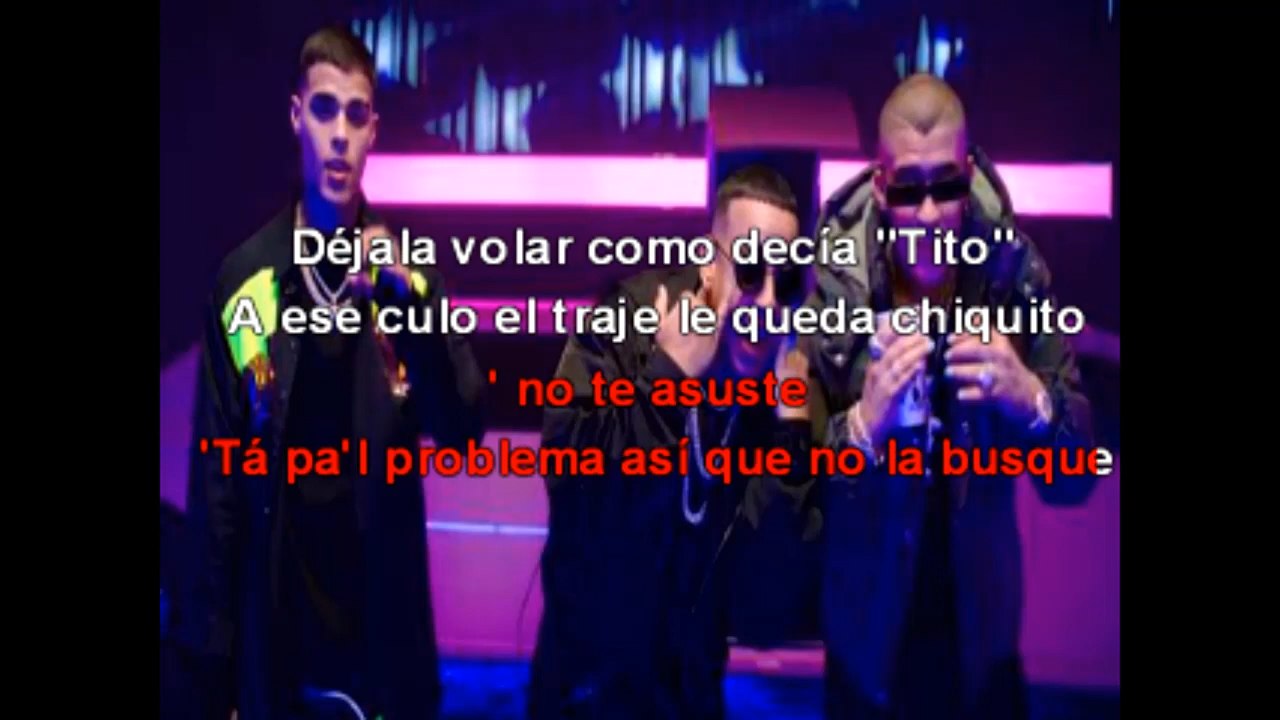 Déjala volar como decía "Tito"
A ese culo el traje le queda chiquito
' no te asuste
'Tá pa'l problema así que no la busque